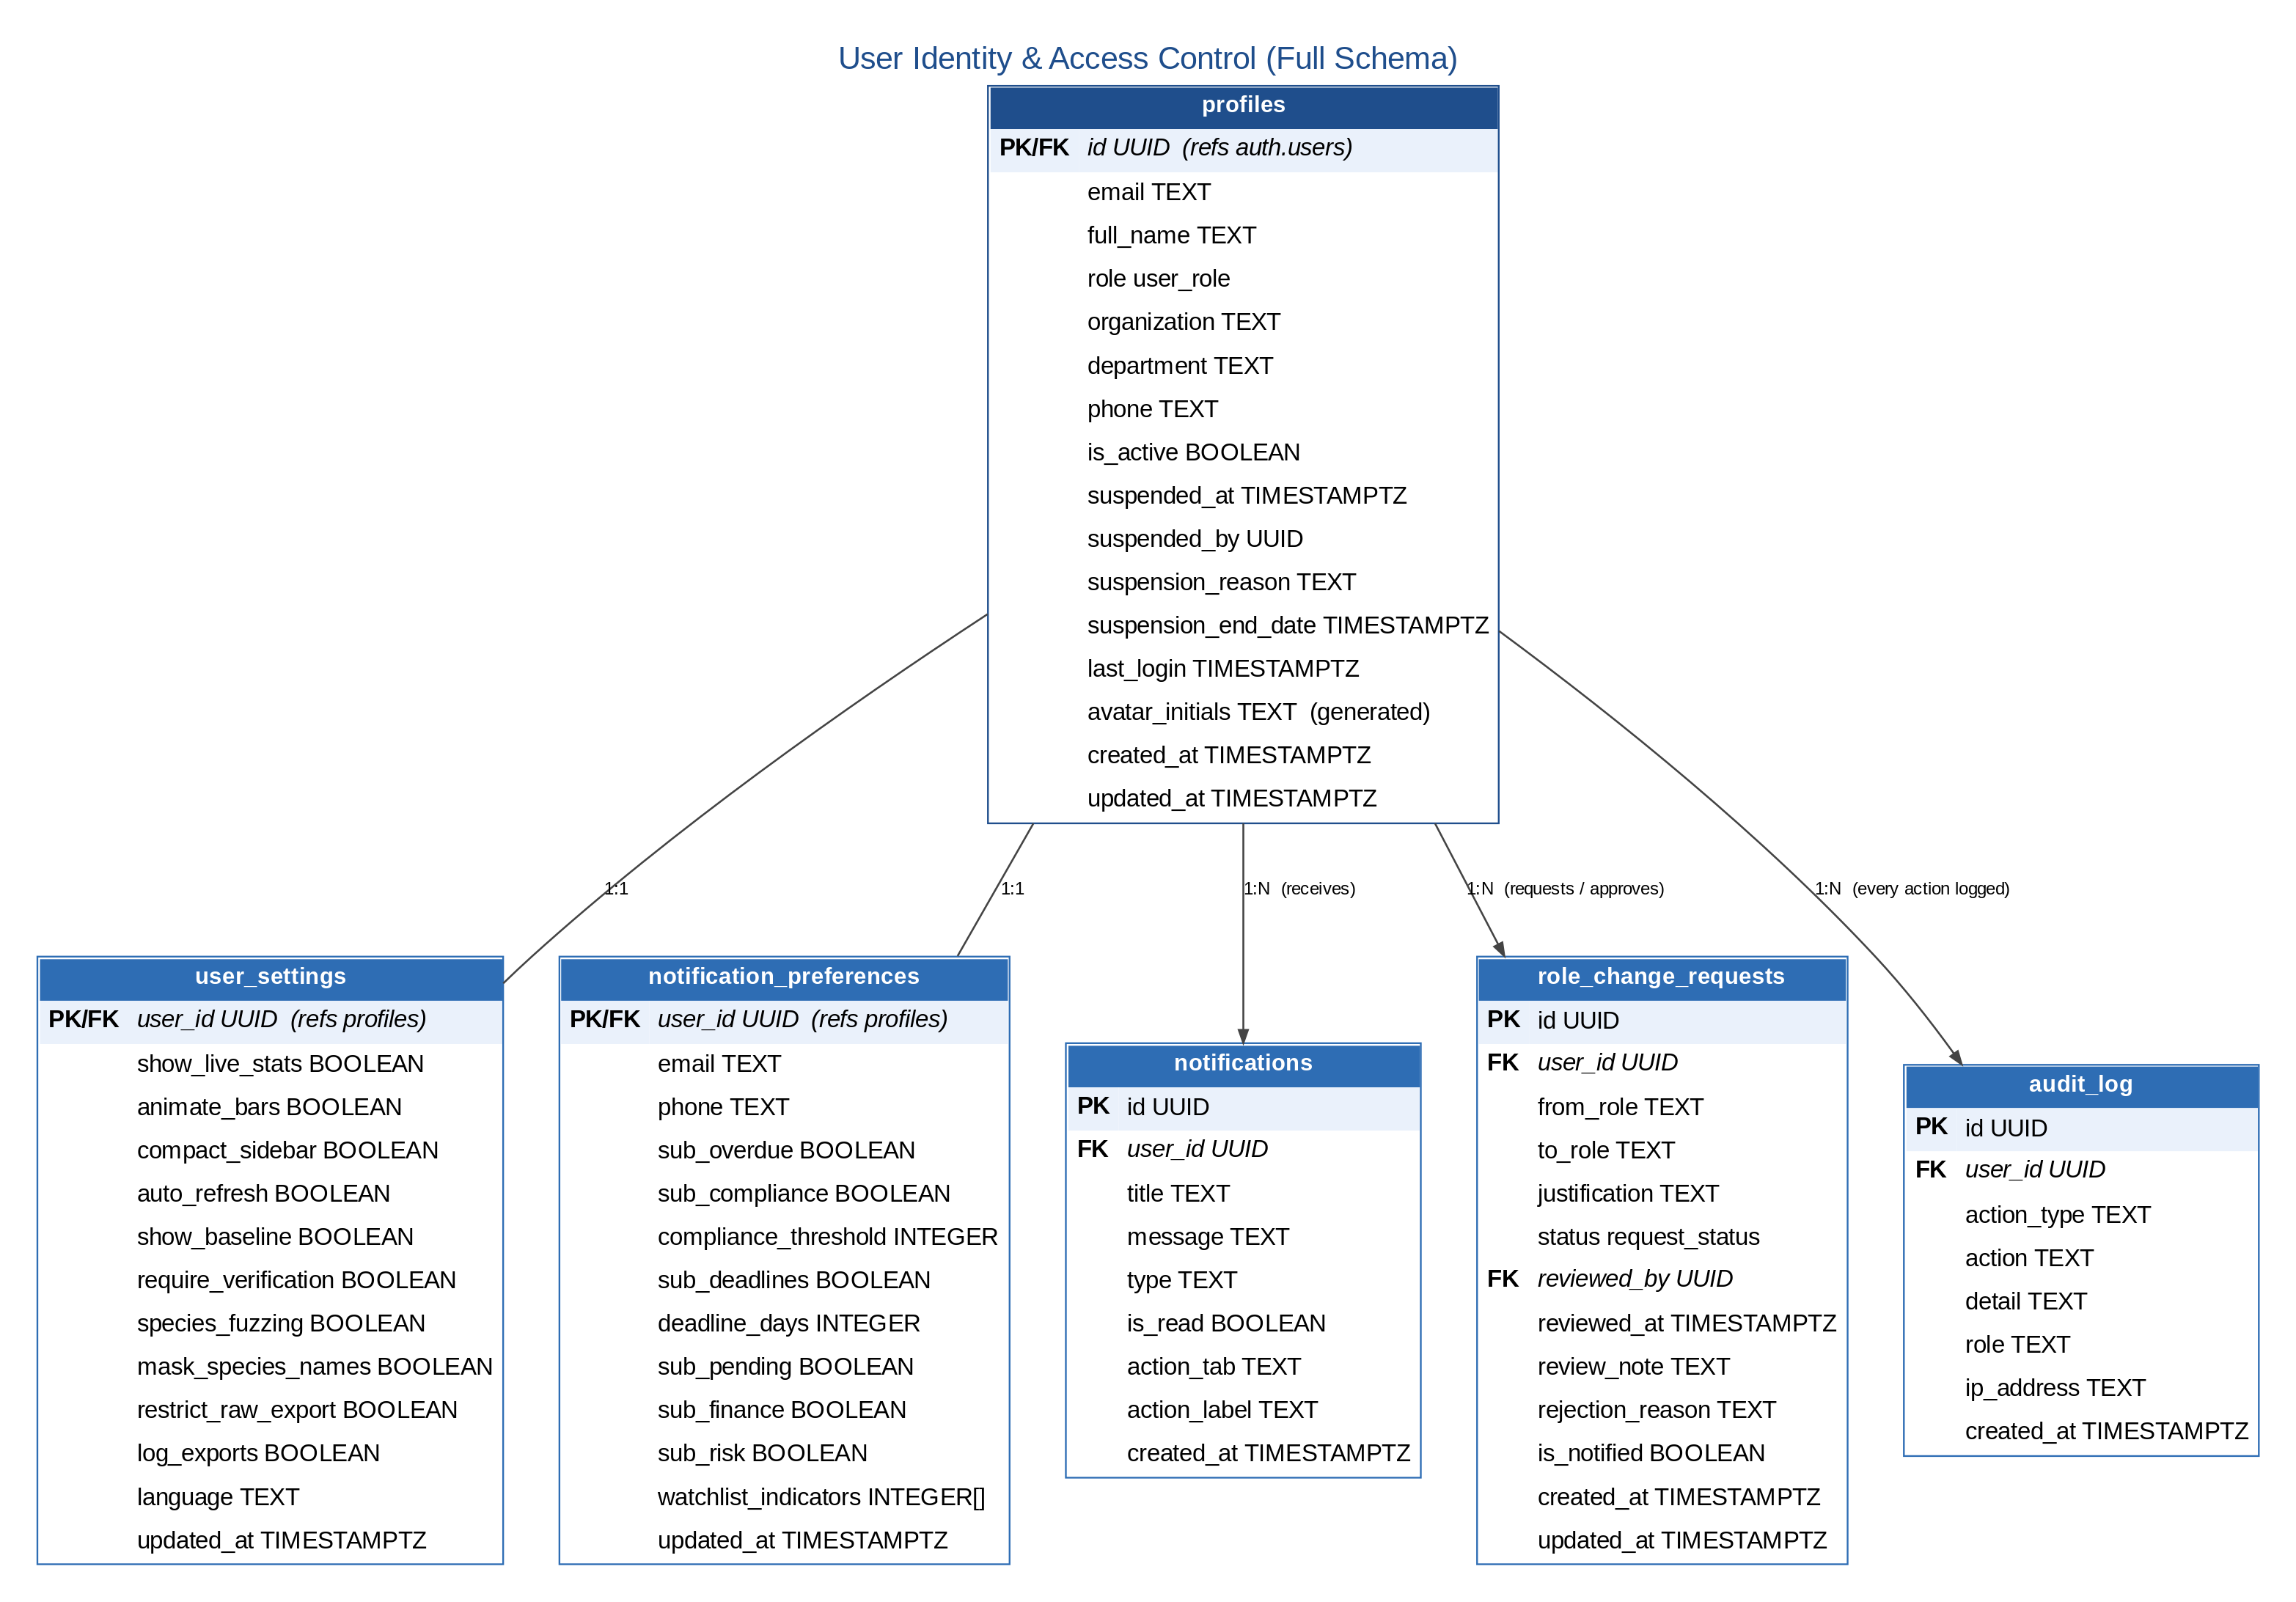 User Identity & Access Control (Full Schema)
profiles
PK/FK id UUID (refs auth.users)
email TEXT
full_name TEXT
role user_role
organization TEXT
department TEXT
phone TEXT
is_active BOOLEAN
suspended_at TIMESTAMPTZ
suspended_by UUID
suspension_reason TEXT
suspension_end_date TIMESTAMPTZ
last_login TIMESTAMPTZ
avatar_initials TEXT (generated)
created_at TIMESTAMPTZ
updated_at TIMESTAMPTZ
1:1
1:1
1:N (receives)
1:N (requests / approves)
1:N (every action logged)
user_settings
PK/FK user_id UUID (refs profiles)
show_live_stats BOOLEAN
animate_bars BOOLEAN
compact_sidebar BOOLEAN
auto_refresh BOOLEAN
show_baseline BOOLEAN
require_verification BOOLEAN
species_fuzzing BOOLEAN
mask_species_names BOOLEAN
restrict_raw_export BOOLEAN
log_exports BOOLEAN
language TEXT
updated_at TIMESTAMPTZ
notification_preferences
PK/FK user_id UUID (refs profiles)
email TEXT
phone TEXT
sub_overdue BOOLEAN
sub_compliance BOOLEAN
compliance_threshold INTEGER
sub_deadlines BOOLEAN
deadline_days INTEGER
sub_pending BOOLEAN
sub_finance BOOLEAN
sub_risk BOOLEAN
watchlist_indicators INTEGER[]
updated_at TIMESTAMPTZ
notifications
PK id UUID
FK user_id UUID
title TEXT
message TEXT
type TEXT
is_read BOOLEAN
action_tab TEXT
action_label TEXT
created_at TIMESTAMPTZ
role_change_requests
PK id UUID
FK user_id UUID
from_role TEXT
to_role TEXT
justification TEXT
status request_status
FK reviewed_by UUID
reviewed_at TIMESTAMPTZ
review_note TEXT
rejection_reason TEXT
is_notified BOOLEAN
created_at TIMESTAMPTZ
updated_at TIMESTAMPTZ
audit_log
PK id UUID
FK user_id UUID
action_type TEXT
action TEXT
detail TEXT
role TEXT
ip_address TEXT
created_at TIMESTAMPTZ